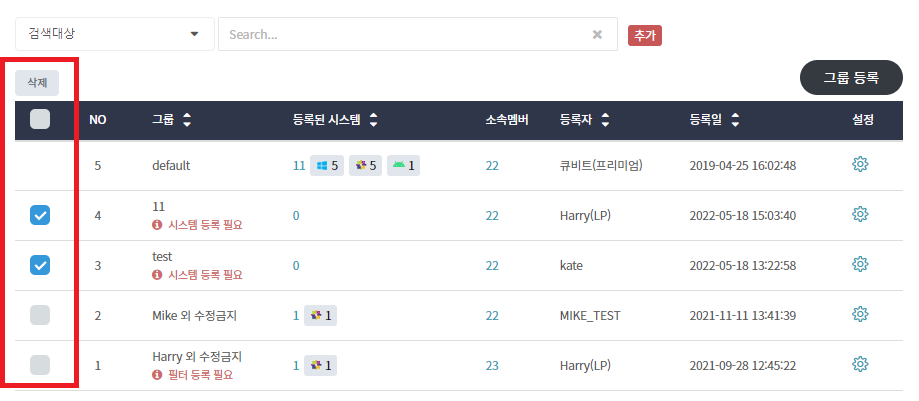 검색대상 Search... 추가
삭제 그룹 등록
NO 그룹 등록된 시스템 소속멤버 등록자 등록일 설정
5 default 11 5 5 1 22 큐비트(프리미엄) 2019-04-25 16:02:48
4 11 0 22 Harry(LP) 2022-05-18 15:03:40
시스템 등록 필요
3 test 0 22 kate 2022-05-18 13:22:58
시스템 등록 필요
2 Mike 외 수정금지 1 1 22 MIKE_TEST 2021-11-11 13:41:39
1 Harry 외 수정금지 1 1 23 Harry(LP) 2021-09-28 12:45:22
필터 등록 필요